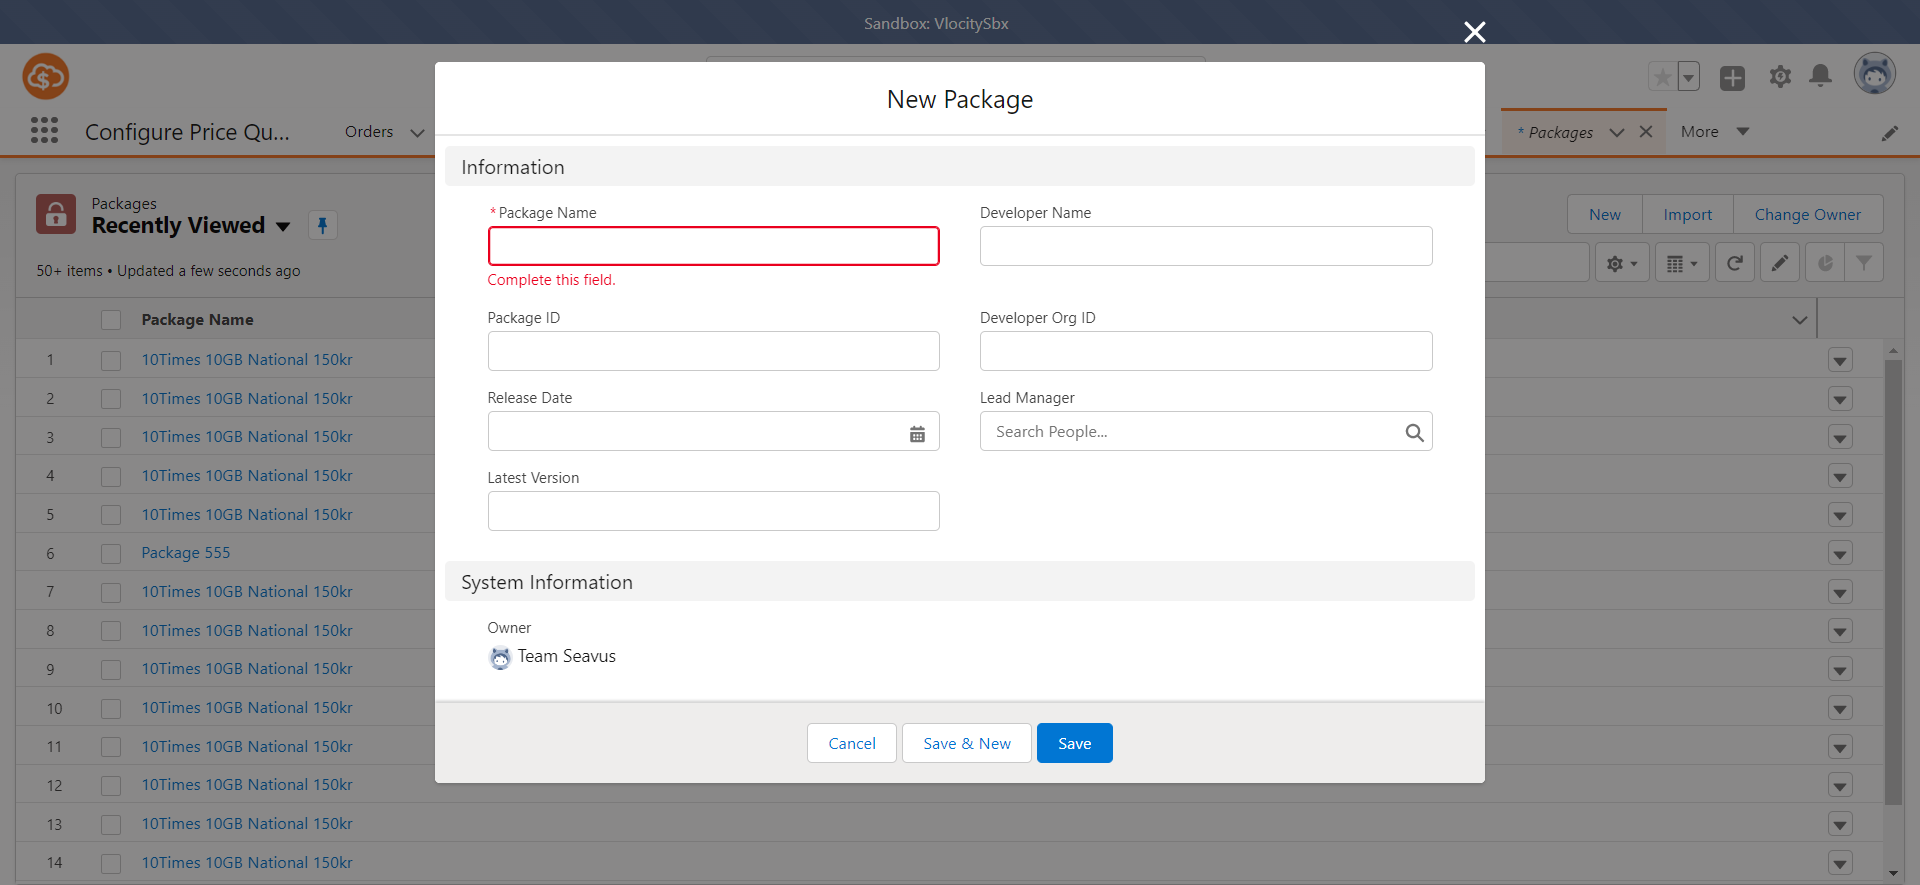 Sandbox: VlocitySbx
Configure Price Qu...
Orders
* Packages
More
Packages
Recently Viewed
50+ items • Updated a few seconds ago
New
Import
Change Owner
Package Name
1 10Times 10GB National 150kr
2 10Times 10GB National 150kr
3 10Times 10GB National 150kr
4 10Times 10GB National 150kr
5 10Times 10GB National 150kr
6 Package 555
7 10Times 10GB National 150kr
8 10Times 10GB National 150kr
9 10Times 10GB National 150kr
10 10Times 10GB National 150kr
11 10Times 10GB National 150kr
12 10Times 10GB National 150kr
13 10Times 10GB National 150kr
14 10Times 10GB National 150kr
New Package
Information
*Package Name
Complete this field.
Developer Name
Package ID
Developer Org ID
Release Date
Lead Manager
Search People...
Latest Version
System Information
Owner
Team Seavus
Cancel
Save & New
Save